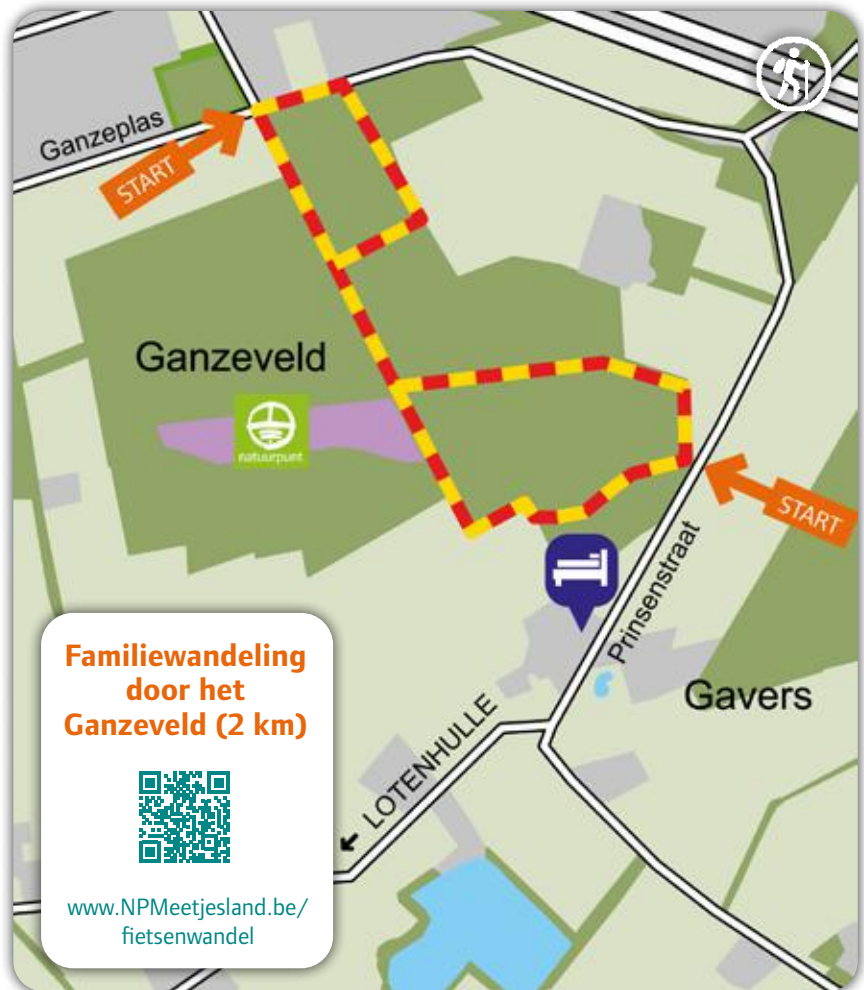 Ganzeplas
START
Ganzeveld
natuurpunt
START
Prinsenstraat
Gavers
LOTENHULLE
Familiewandeling
door het
Ganzeveld (2 km)
www.NPMeetjesland.be/
fietsenwandel